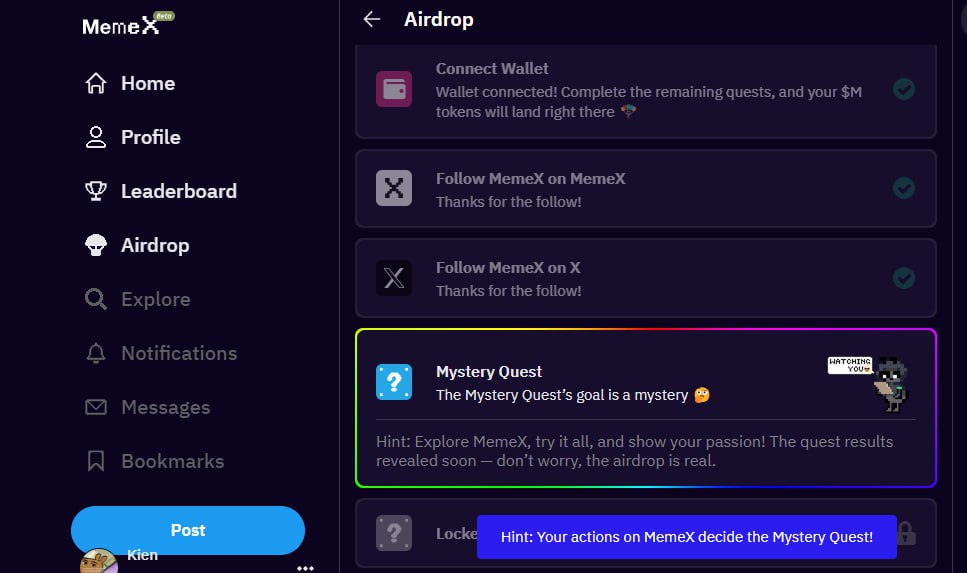 MemeX Beta
Home
Profile
Leaderboard
Airdrop
Explore
Notifications
Messages
Bookmarks
Post
Kien
Airdrop
Connect Wallet
Wallet connected! Complete the remaining quests, and your $M
tokens will land right there
Follow MemeX on MemeX
Thanks for the follow!
Follow MemeX on X
Thanks for the follow!
Mystery Quest
The Mystery Quest’s goal is a mystery 🤔
WATCHING
YOU
Hint: Explore MemeX, try it all, and show your passion! The quest results
revealed soon — don’t worry, the airdrop is real.
Locke
Hint: Your actions on MemeX decide the Mystery Quest!